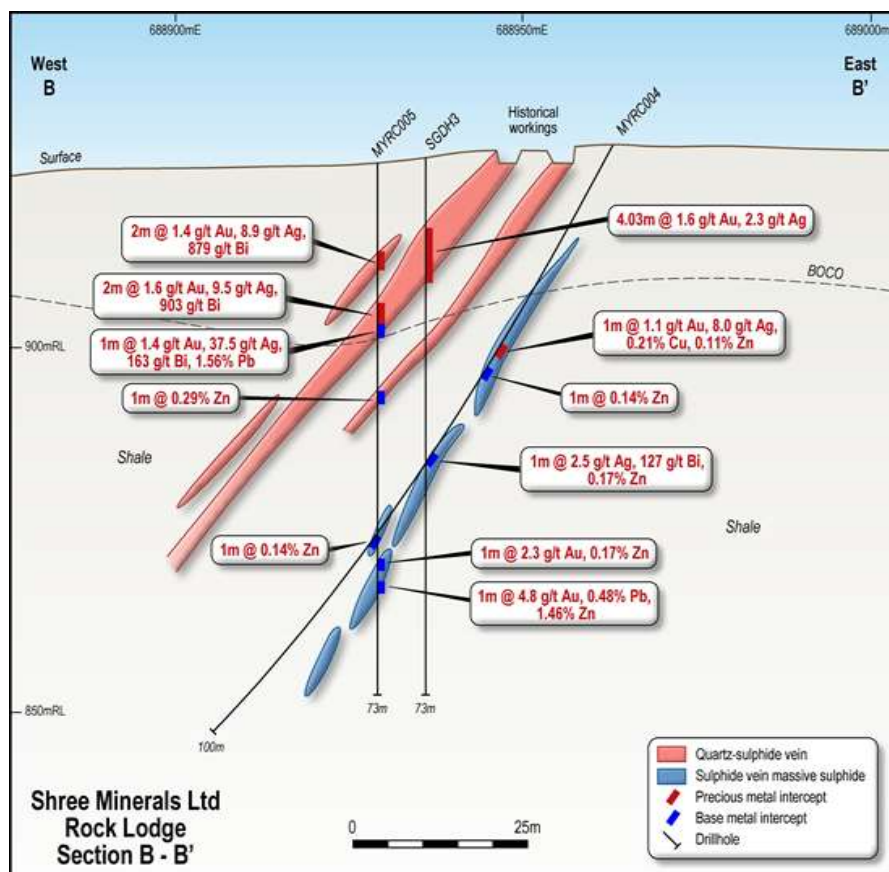 688900mE
688950mE
689000m
West
B
East
B'
MYRC005
SGDH3
Historical
workings
MYRC004
Surface
2m @ 1.4 g/t Au, 8.9 g/t Ag,
879 g/t Bi
4.03m @ 1.6 g/t Au, 2.3 g/t Ag
BOCO
2m @ 1.6 g/t Au, 9.5 g/t Ag,
903 g/t Bi
900mRL
1m @ 1.4 g/t Au, 37.5 g/t Ag,
163 g/t Bi, 1.56% Pb
1m @ 1.1 g/t Au, 8.0 g/t Ag,
0.21% Cu, 0.11% Zn
1m @ 0.29% Zn
1m @ 0.14% Zn
Shale
1m @ 2.5 g/t Ag, 127 g/t Bi,
0.17% Zn
Shale
1m @ 0.14% Zn
1m @ 2.3 g/t Au, 0.17% Zn
1m @ 4.8 g/t Au, 0.48% Pb,
1.46% Zn
850mRL
73m
73m
100m
Shree Minerals Ltd
Rock Lodge
Section B - B'
0
25m
Quartz-sulphide vein
Sulphide vein massive sulphide
Precious metal intercept
Base metal intercept
Drillhole